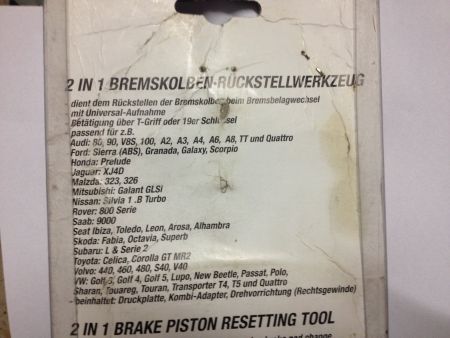 2 IN 1 BREMSKOLBEN-RÜCKSTELLWERKZEUG
dient dem Rückstellen der Bremskolben beim Bremsbelagwechsel
mit Universal-Aufnahme
Betätigung über T-Griff oder 19er Schlüssel
passend für z.B.
Audi: 80, 90, V8S, 100, A2, A3, A4, A6, A8, TT und Quattro
Ford: Sierra (ABS), Granada, Galaxy, Scorpio
Honda: Prelude
Jaguar: XJ4D
Malzda: 323, 326
Mitsubishi: Galant GLSi
Nissan: Silvia 1.8 Turbo
Rover: 800 Serie
Saab: 9000
Seat Ibiza, Toledo, Leon, Arosa, Alhambra
Skoda: Fabia, Octavia, Superb
Subaru: L & Serie 2
Toyota: Celica, Corolla GT MR2
Volvo: 440, 460, 480, S40, V40
VW: Golf 3, Golf 4, Golf 5, Lupo, New Beetle, Passat, Polo,
Sharan, Touareg, Touran, Transporter T4, T5 und Quattro
- beinhaltet: Druckplatte, Kombi-Adapter, Drehvorrichtung (Rechtsgewinde)
2 IN 1 BRAKE PISTON RESETTING TOOL